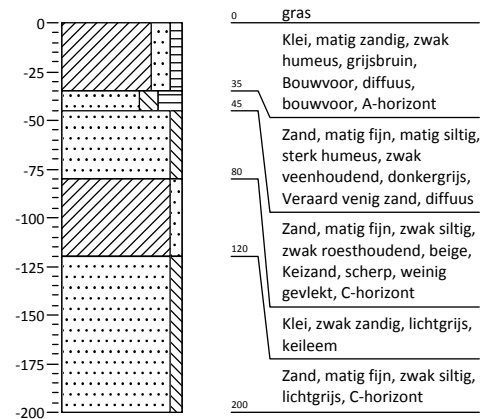 0
-25
-50
-75
-100
-125
-150
-175
-200
0
35
45
80
120
200
gras
Klei, matig zandig, zwak
humeus, grijsbruin,
Bouwvoor, diffuus,
bouwvoor, A-horizont
Zand, matig fijn, matig siltig,
sterk humeus, zwak
veenhoudend, donkergrijs,
Veraard venig zand, diffuus
Zand, matig fijn, zwak siltig,
zwak roesthoudend, beige,
Keizand, scherp, weinig
gevlekt, C-horizont
Klei, zwak zandig, lichtgrijs,
keileem
Zand, matig fijn, zwak siltig,
lichtgrijs, C-horizont